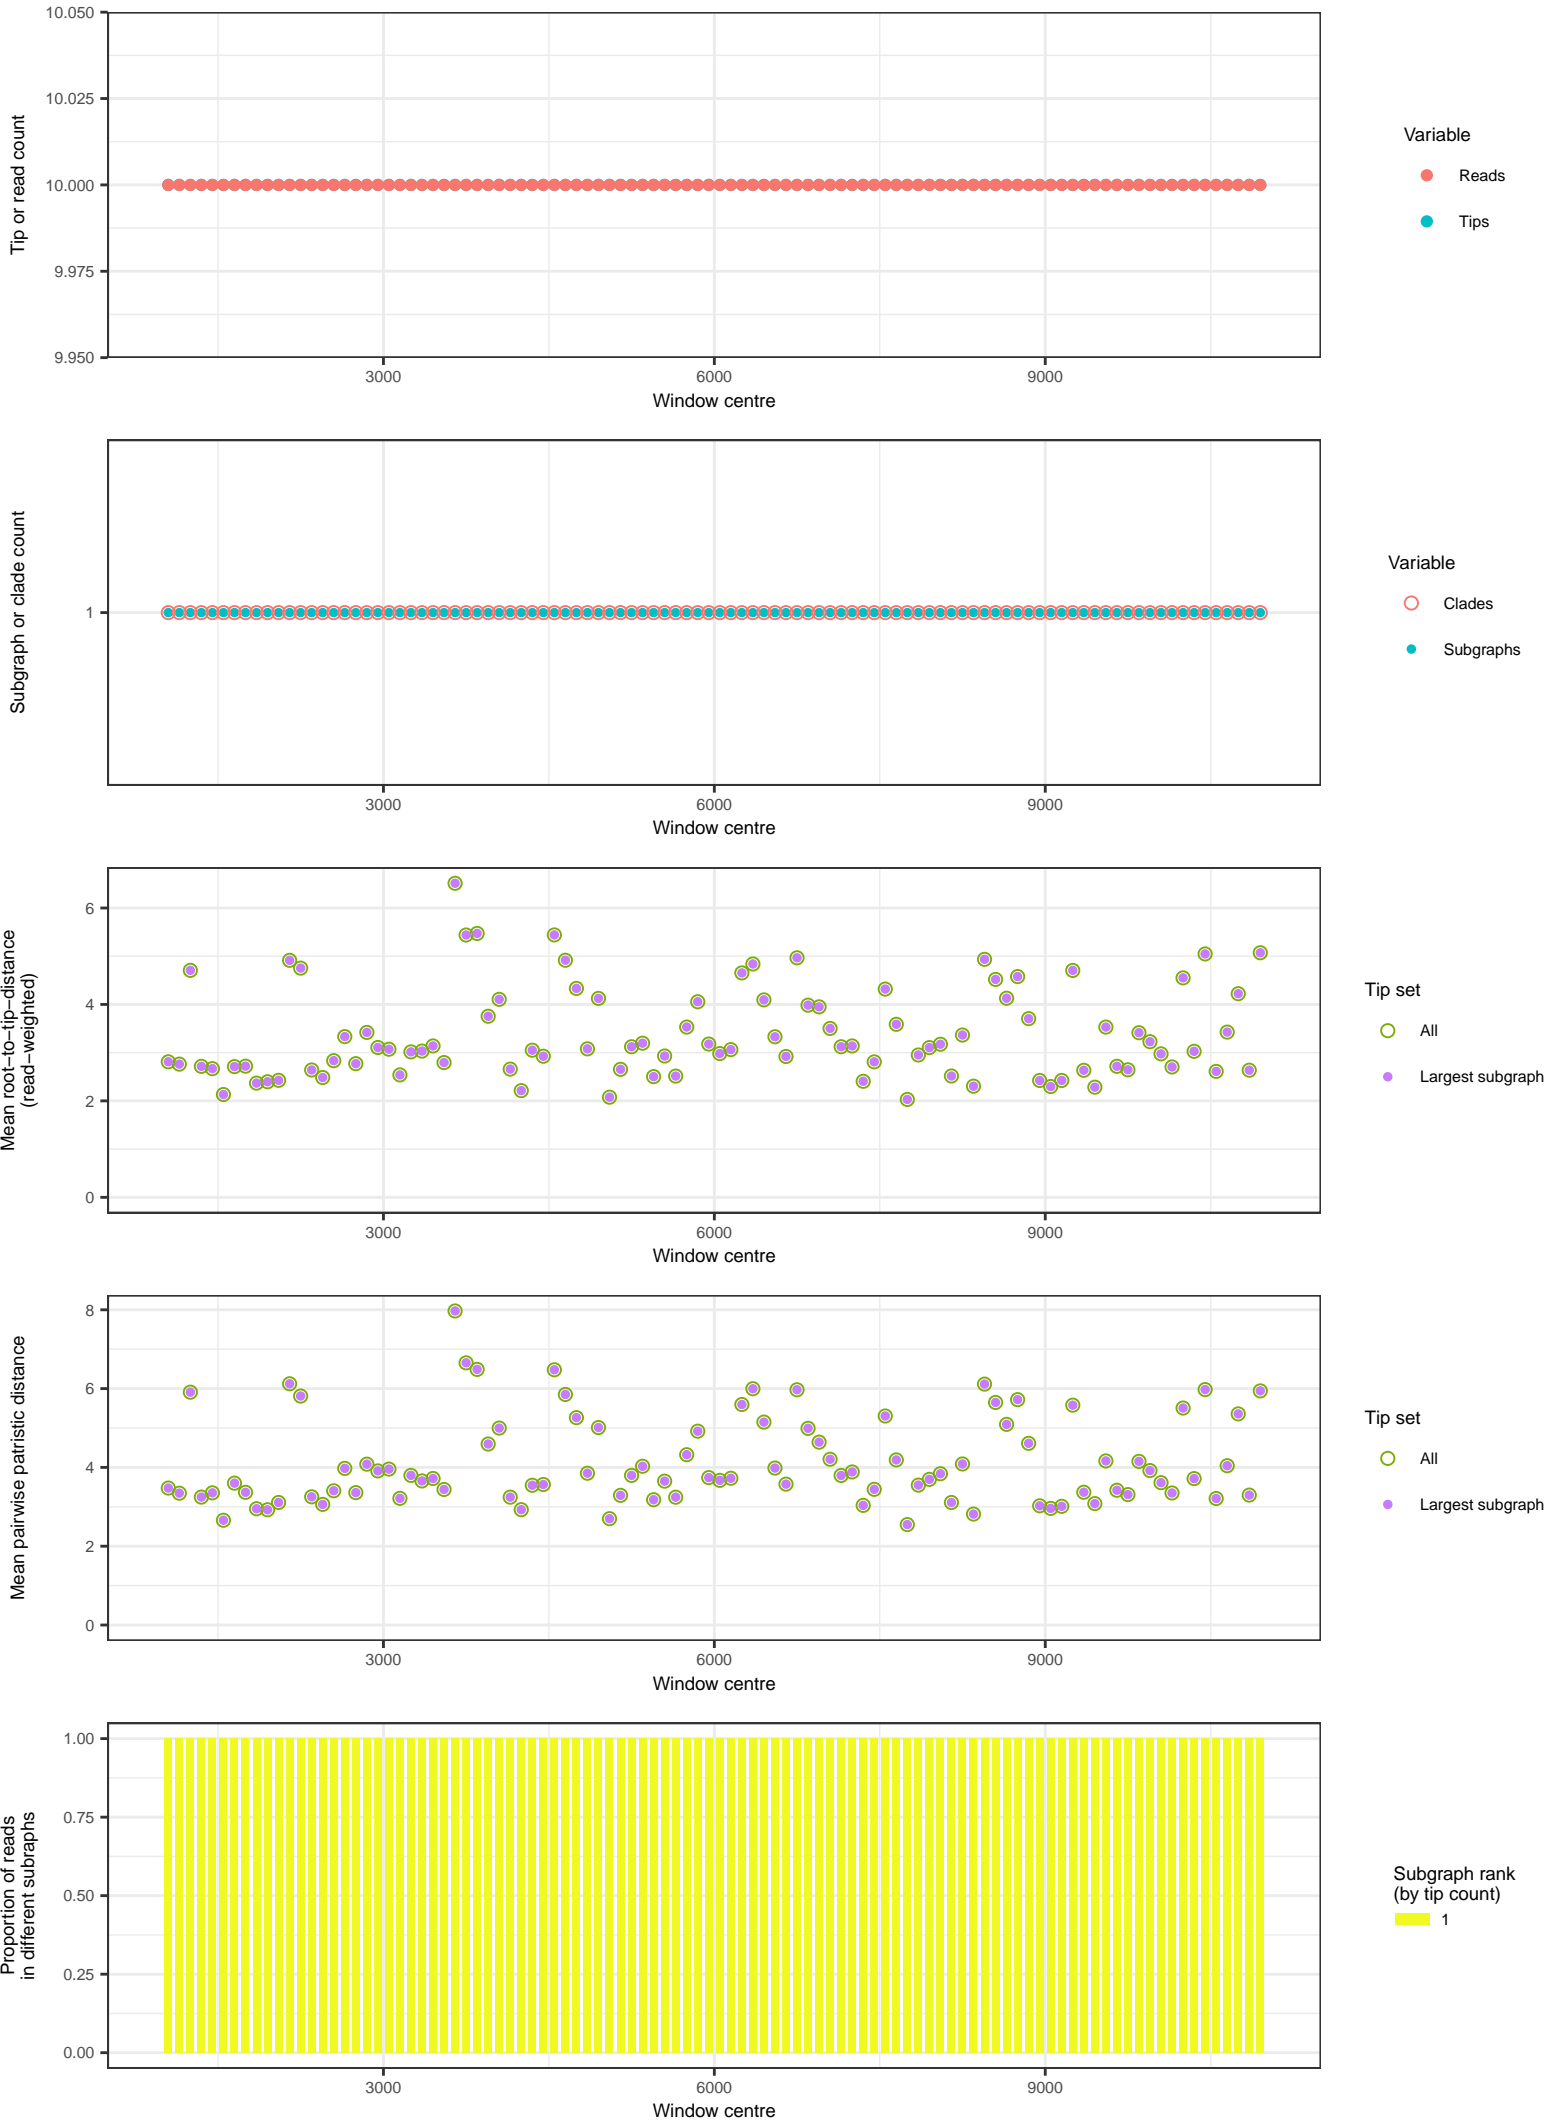 10.050
10.025
10.000
9.975
9.950
Tip or read count
3000 6000 9000
Window centre
Variable
Reads
Tips
1
Subgraph or clade count
3000 6000 9000
Window centre
Variable
Clades
Subgraphs
6
4
2
0
Mean root−to−tip−distance
(read−weighted)
3000 6000 9000
Window centre
Tip set
All
Largest subgraph
8
6
4
2
0
Mean pairwise patristic distance
3000 6000 9000
Window centre
Tip set
All
Largest subgraph
1.00
0.75
0.50
0.25
0.00
Proportion of reads
in different subraphs
3000 6000 9000
Window centre
Subgraph rank
(by tip count)
1